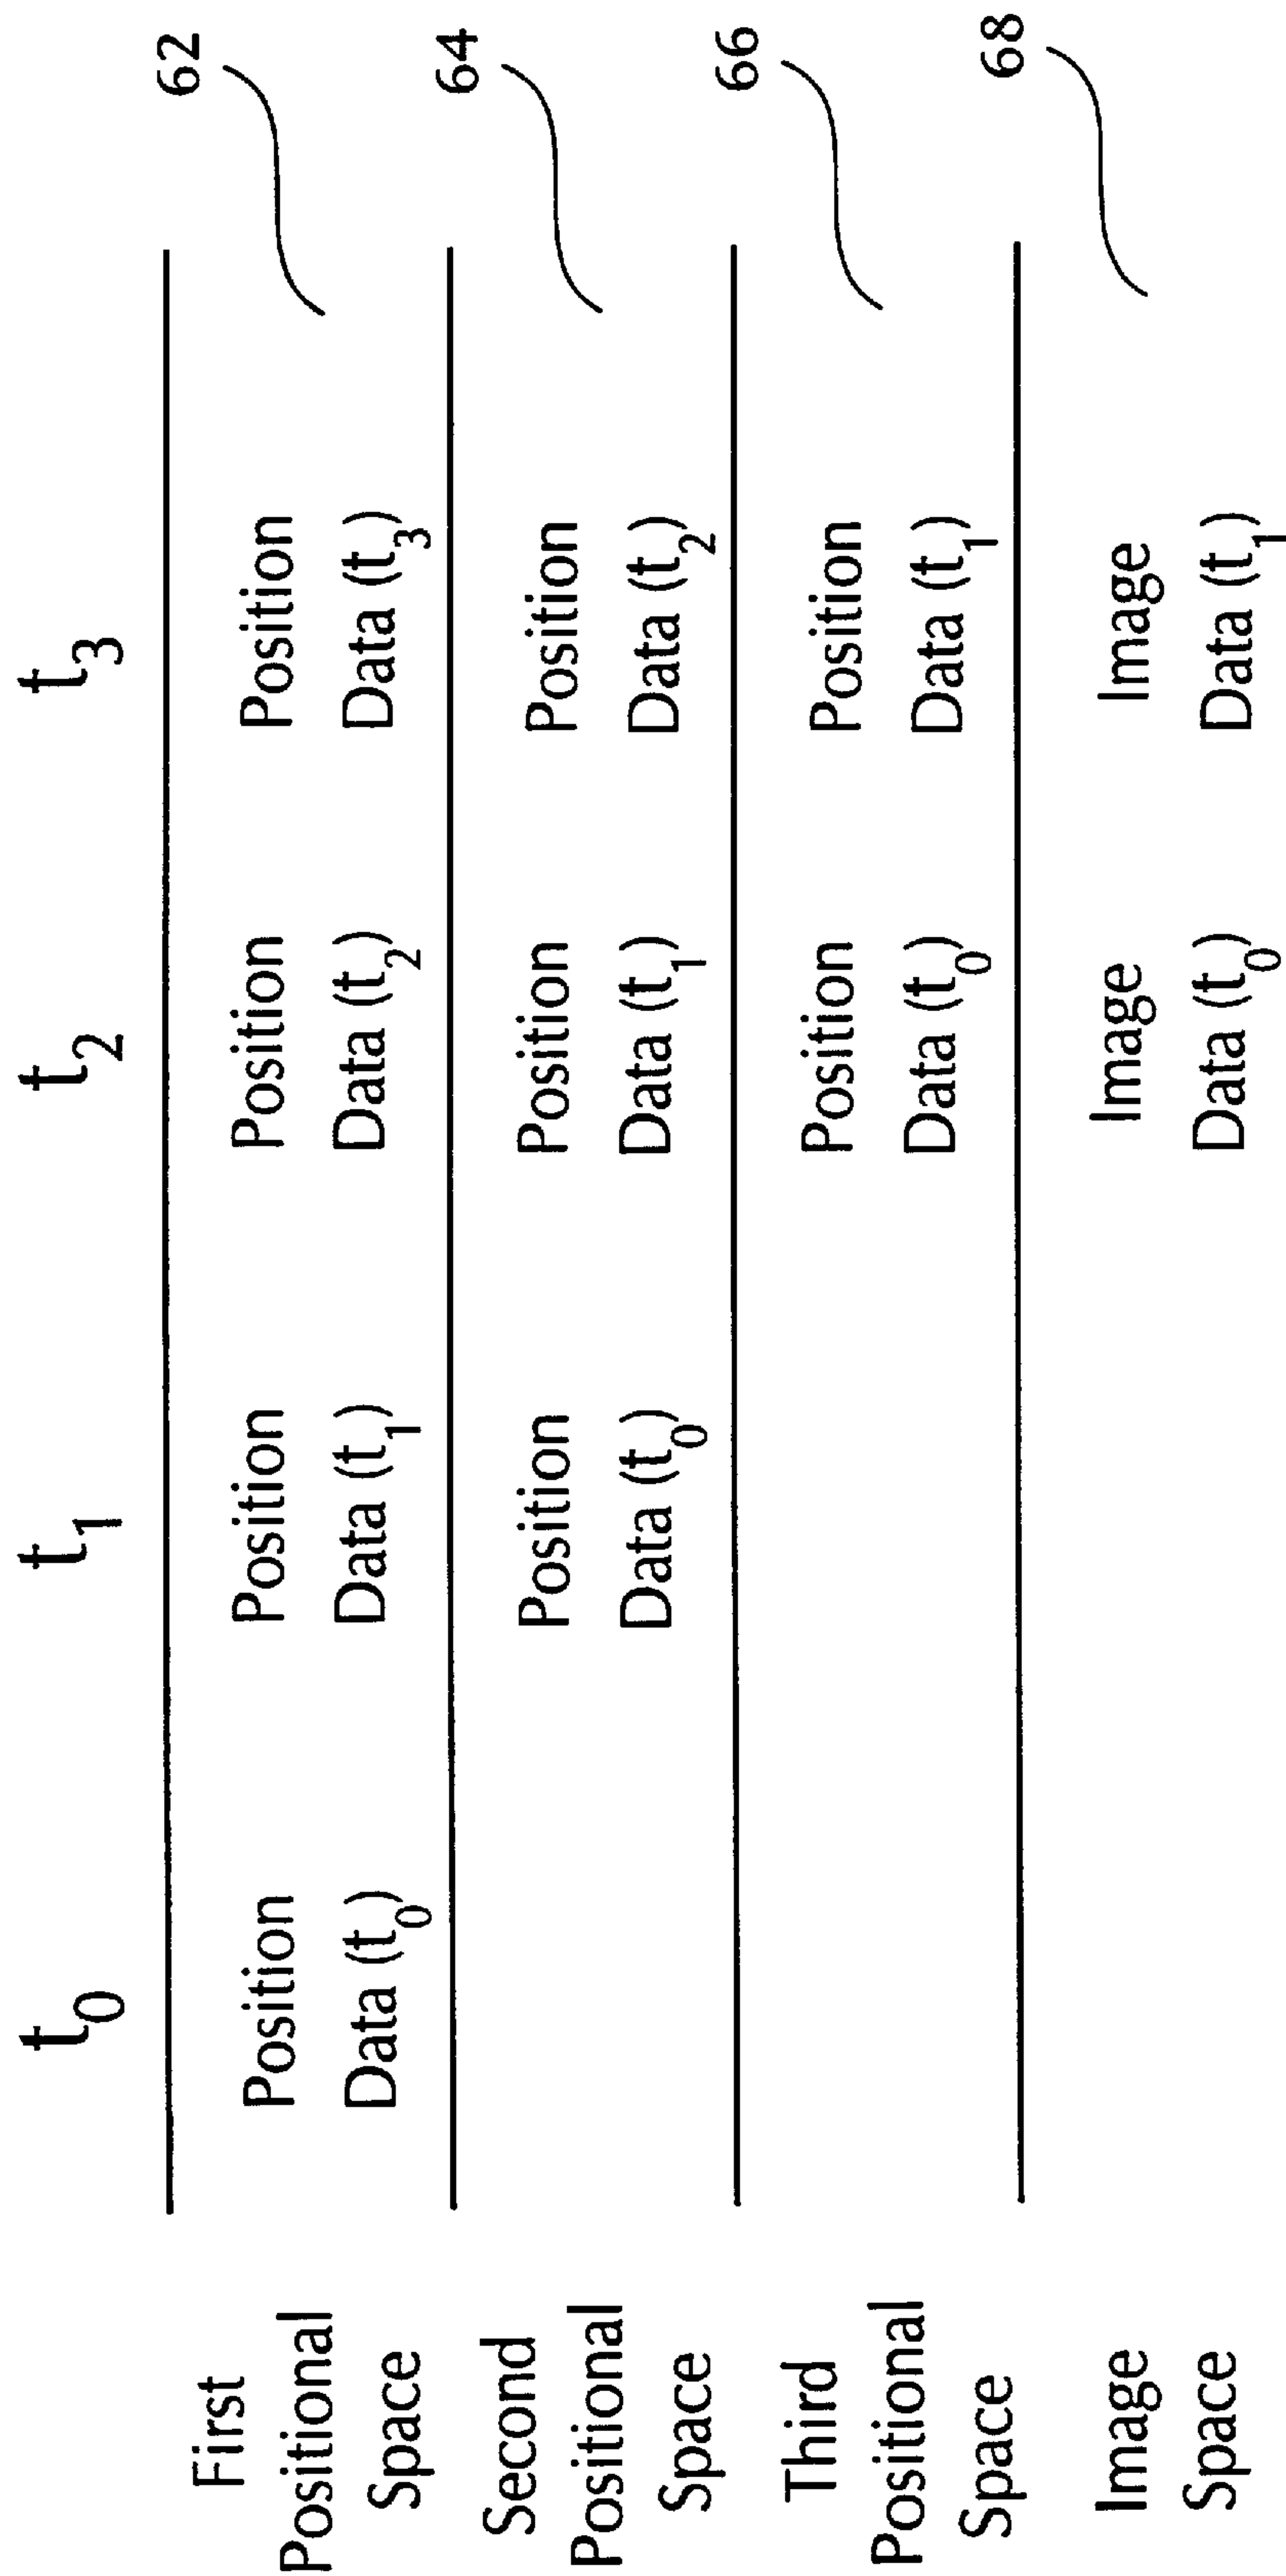 t0 t1 t2 t3
First
Positional
Space
Position
Data (t0)
Position
Data (t1)
Position
Data (t2)
Position
Data (t3)
62
Second
Positional
Space
Position
Data (t0)
Position
Data (t1)
Position
Data (t2)
64
Third
Positional
Space
Position
Data (t0)
Position
Data (t1)
66
Image
Space
Image
Data (t0)
Image
Data (t1)
68